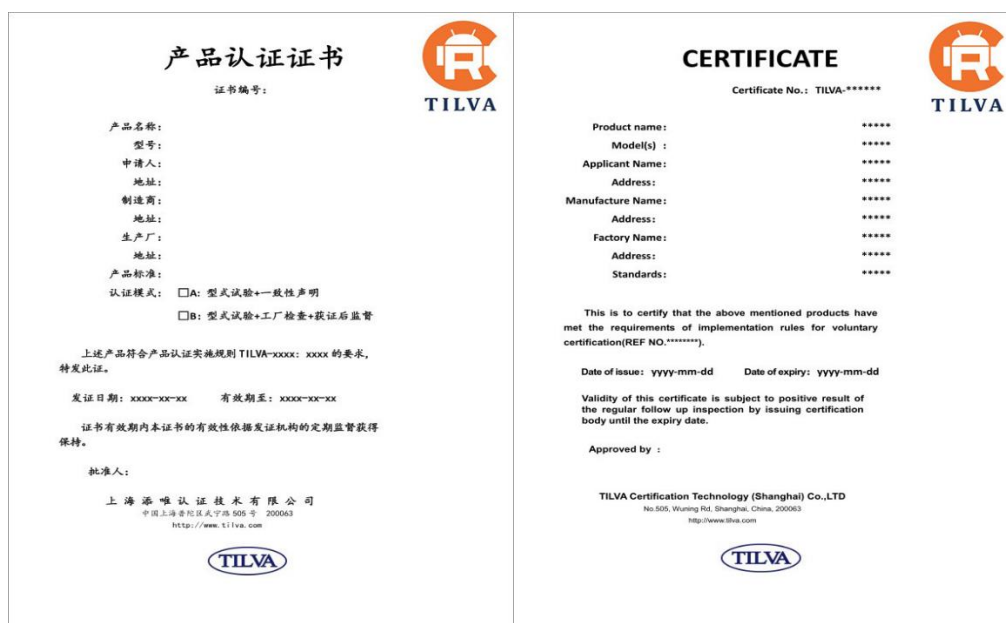 产品认证证书
证书编号：
R
TILVA
产品名称：
型号：
申请人：
地址：
制造商：
地址：
生产厂：
地址：
产品标准：
认证模式： □A: 型式试验+一致性声明
□B: 型式试验+工厂检查+获证后监督
上述产品符合产品认证实施规则 TILVA-xxxx: xxxx 的要求，
特发此证。
发证日期：xxxx-xx-xx 有效期至：xxxx-xx-xx
证书有效期内本证书的有效性依据发证机构的定期监督获得
保持。
批准人：
上海添唯认证技术有限公司
中国上海普陀区武宁路 505 号 200063
http://www.tilva.com
TILVA
CERTIFICATE
Certificate No.: TILVA-******
R
TILVA
Product name: *****
Model(s) : *****
Applicant Name: *****
Address: *****
Manufacture Name: *****
Address: *****
Factory Name: *****
Address: *****
Standards: *****
This is to certify that the above mentioned products have
met the requirements of implementation rules for voluntary
certification(REF NO.********).
Date of issue: yyyy-mm-dd Date of expiry: yyyy-mm-dd
Validity of this certificate is subject to positive result of
the regular follow up inspection by issuing certification
body until the expiry date.
Approved by :
TILVA Certification Technology (Shanghai) Co.,LTD
No.505, Wuning Rd, Shanghai, China, 200063
http://www.tilva.com
TILVA